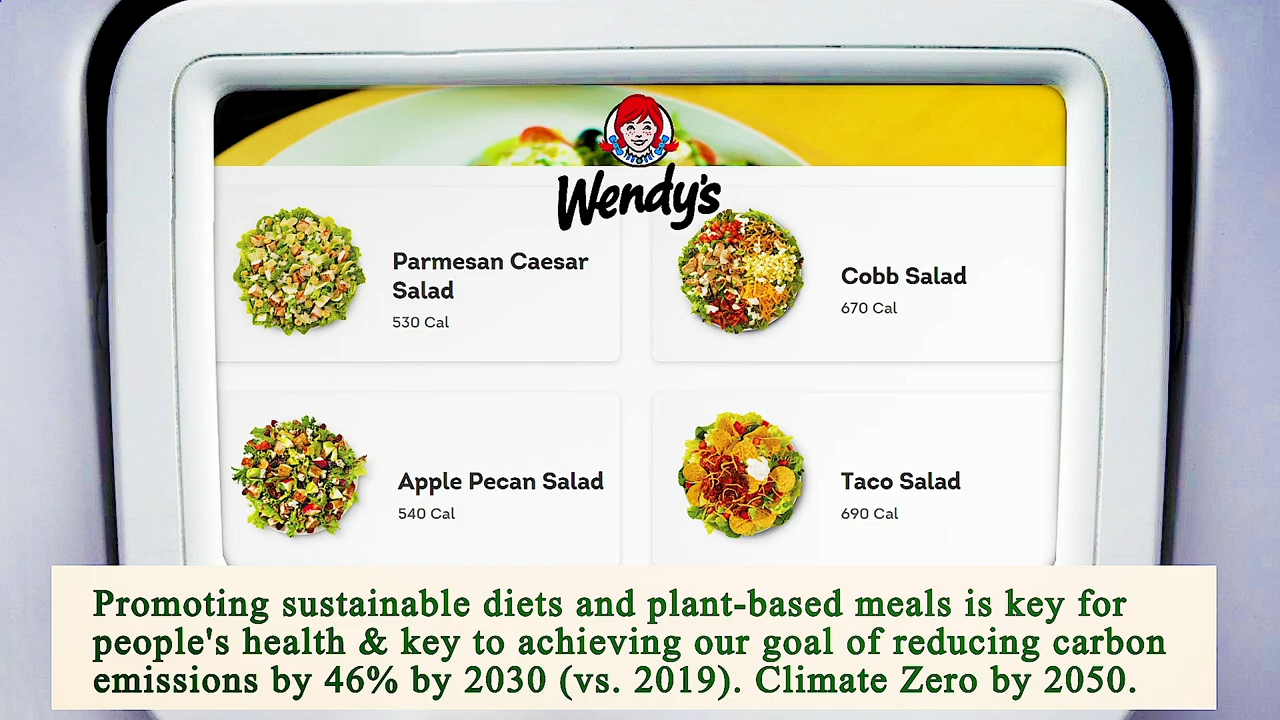 Wendy's
Parmesan Caesar
Salad
530 Cal
Cobb Salad
670 Cal
Apple Pecan Salad
540 Cal
Taco Salad
690 Cal
Promoting sustainable diets and plant-based meals is key for
people's health & key to achieving our goal of reducing carbon
emissions by 46% by 2030 (vs. 2019). Climate Zero by 2050.